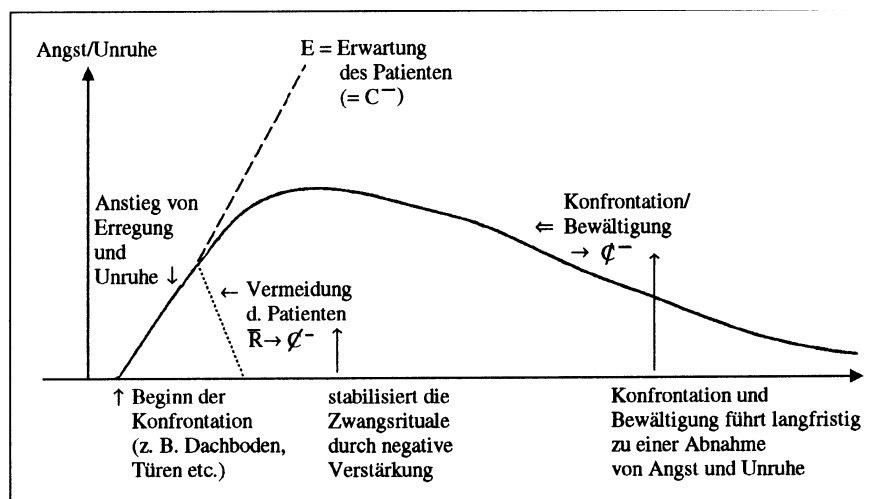 Angst/Unruhe
E = Erwartung
des Patienten
(= C⁻)
Anstieg von
Erregung
und
Unruhe ↓
← Vermeidung
d. Patienten
R̅ → ₵̸⁻
Konfrontation/
⇐ Bewältigung
→ ₵̸⁻
↑ Beginn der
Konfrontation
(z. B. Dachboden,
Türen etc.)
stabilisiert die
Zwangsrituale
durch negative
Verstärkung
Konfrontation und
Bewältigung führt langfristig
zu einer Abnahme
von Angst und Unruhe